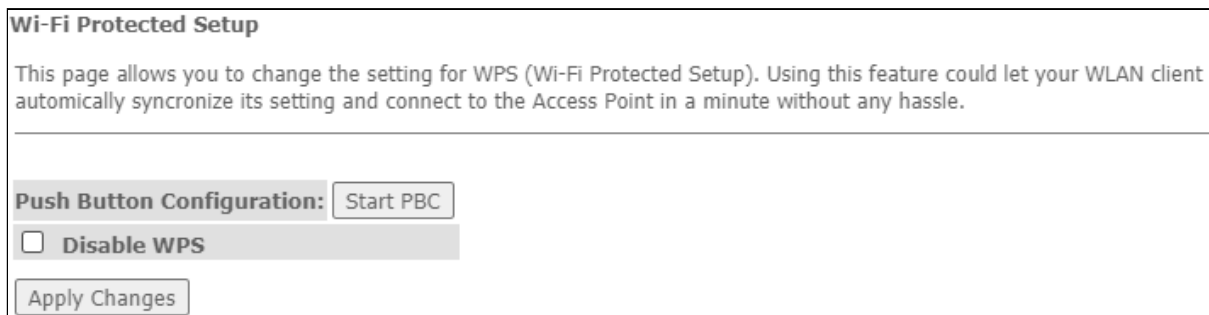 Wi-Fi Protected Setup
This page allows you to change the setting for WPS (Wi-Fi Protected Setup). Using this feature could let your WLAN client
automically syncronize its setting and connect to the Access Point in a minute without any hassle.
Push Button Configuration: Start PBC
Disable WPS
Apply Changes